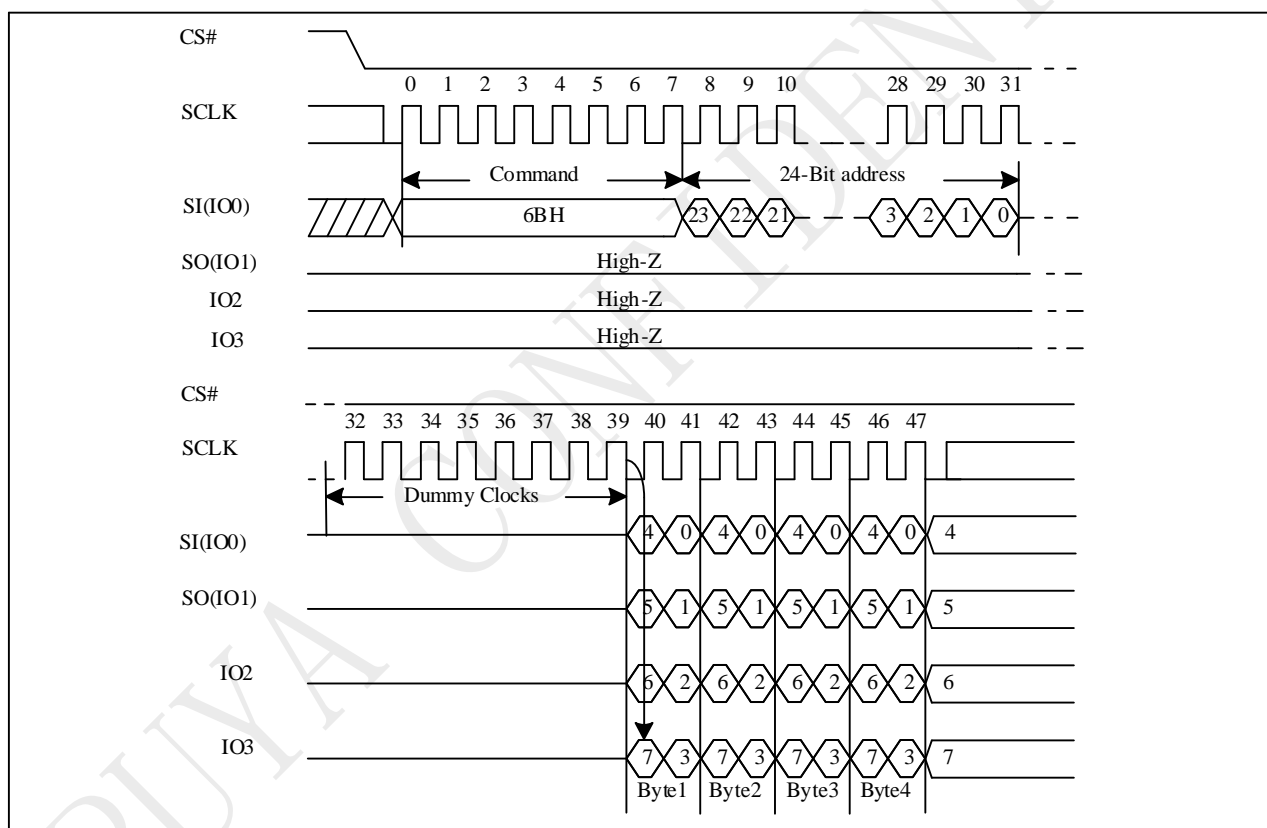 CS#
0 1 2 3 4 5 6 7 8 9 10 28 29 30 31
SCLK
Command 24-Bit address
SI(IO0) 6BH 23 22 21 3 2 1 0
SO(IO1) High-Z
IO2 High-Z
IO3 High-Z
CS#
32 33 34 35 36 37 38 39 40 41 42 43 44 45 46 47
SCLK
Dummy Clocks
SI(IO0) 4 0 4 0 4 0 4 0 4
SO(IO1) 5 1 5 1 5 1 5 1 5
IO2 6 2 6 2 6 2 6 2 6
IO3 7 3 7 3 7 3 7 3 7
Byte1 Byte2 Byte3 Byte4
PUYA CONFIDENT